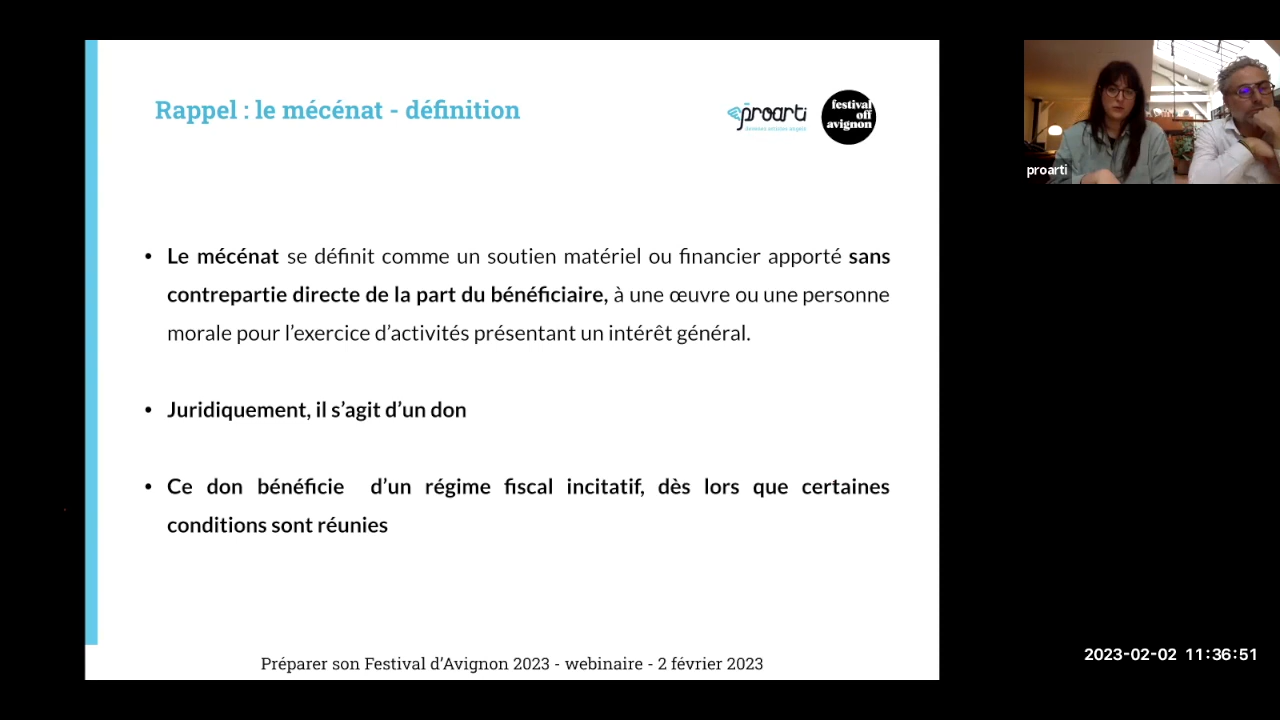 Rappel : le mécénat - définition
proarti
festival
off
avignon
proarti
• Le mécénat se définit comme un soutien matériel ou financier apporté sans
contrepartie directe de la part du bénéficiaire, à une œuvre ou une personne
morale pour l’exercice d’activités présentant un intérêt général.
• Juridiquement, il s’agit d’un don
• Ce don bénéficie d’un régime fiscal incitatif, dès lors que certaines
conditions sont réunies
Préparer son Festival d’Avignon 2023 - webinaire - 2 février 2023
2023-02-02 11:36:51